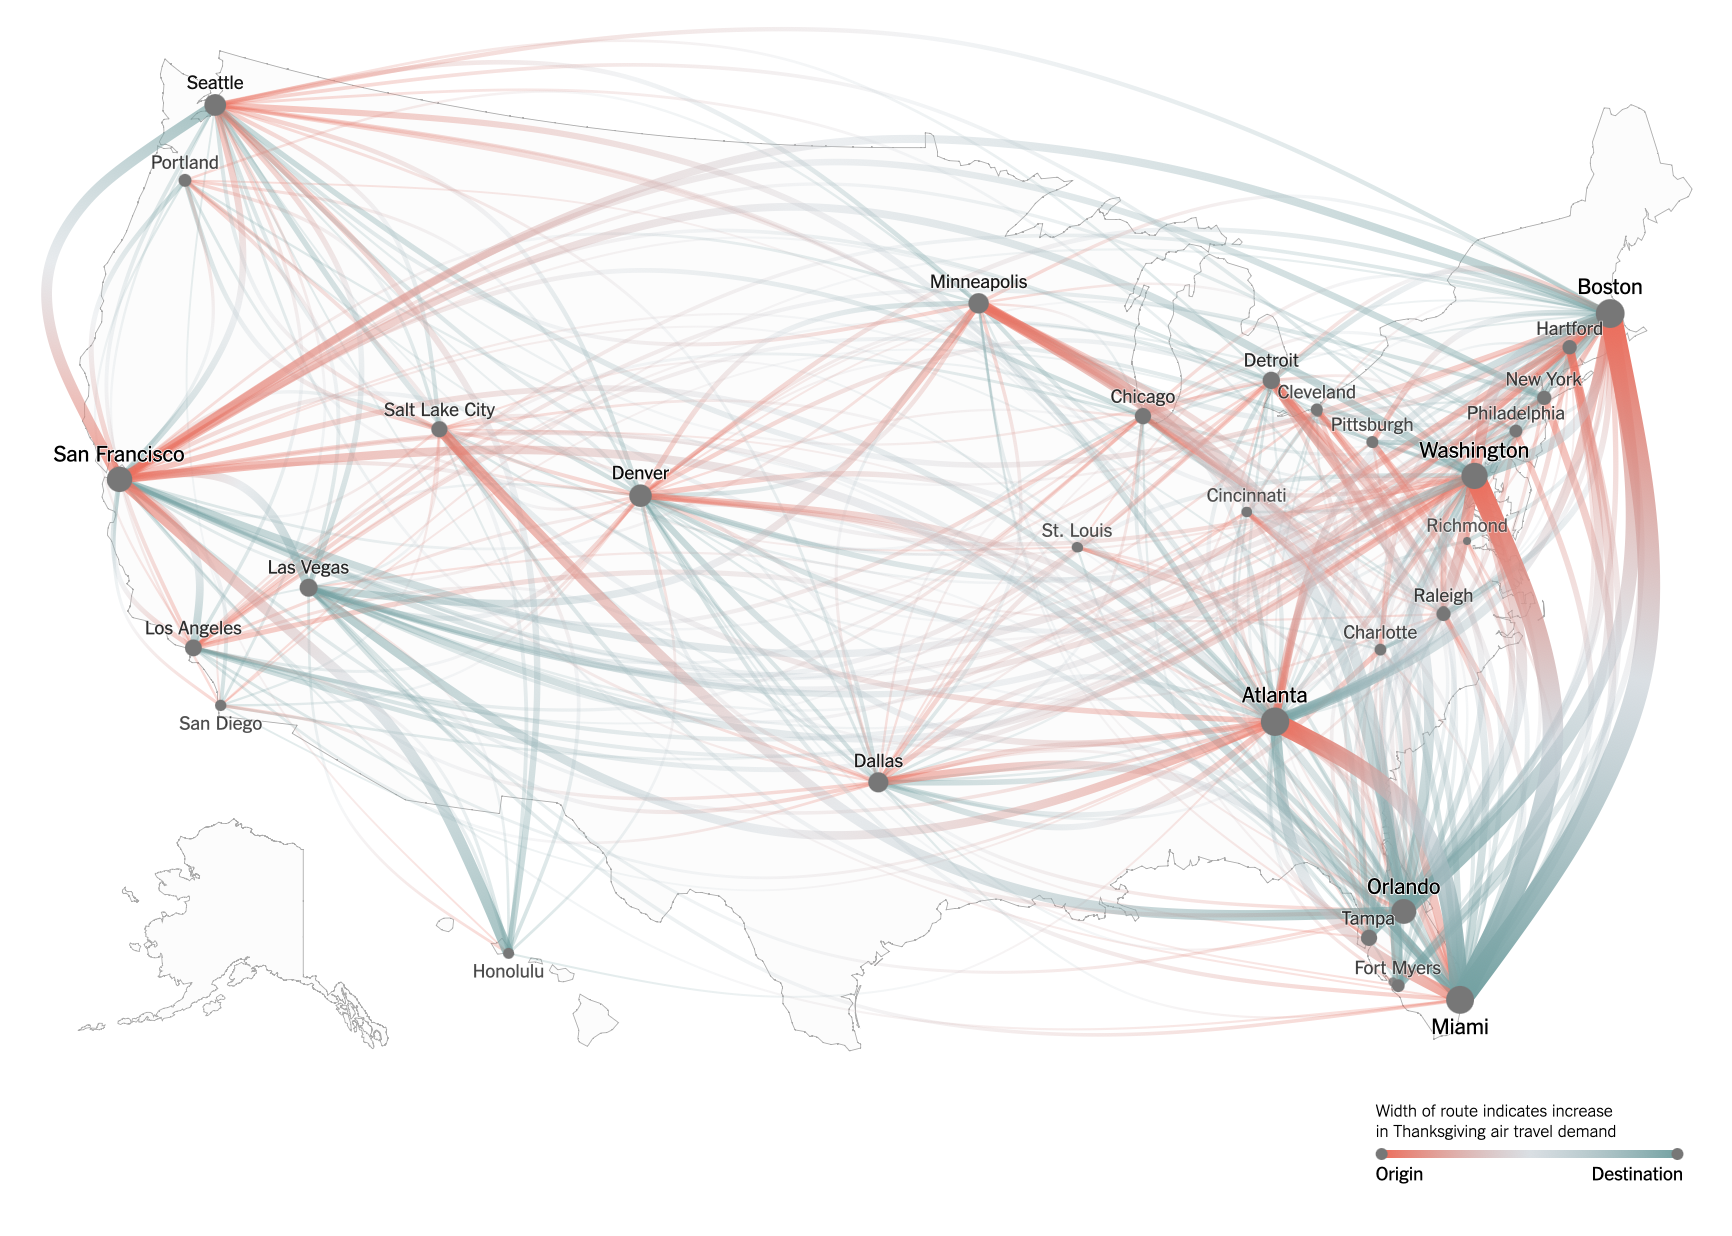 Seattle
Portland
Minneapolis
Boston
Hartford
Detroit
New York
Cleveland
Chicago
Salt Lake City
Philadelphia
Pittsburgh
Washington
San Francisco
Denver
Cincinnati
Richmond
St. Louis
Las Vegas
Raleigh
Los Angeles
Charlotte
Atlanta
San Diego
Dallas
Orlando
Tampa
Fort Myers
Honolulu
Miami
Width of route indicates increase
in Thanksgiving air travel demand
Origin
Destination